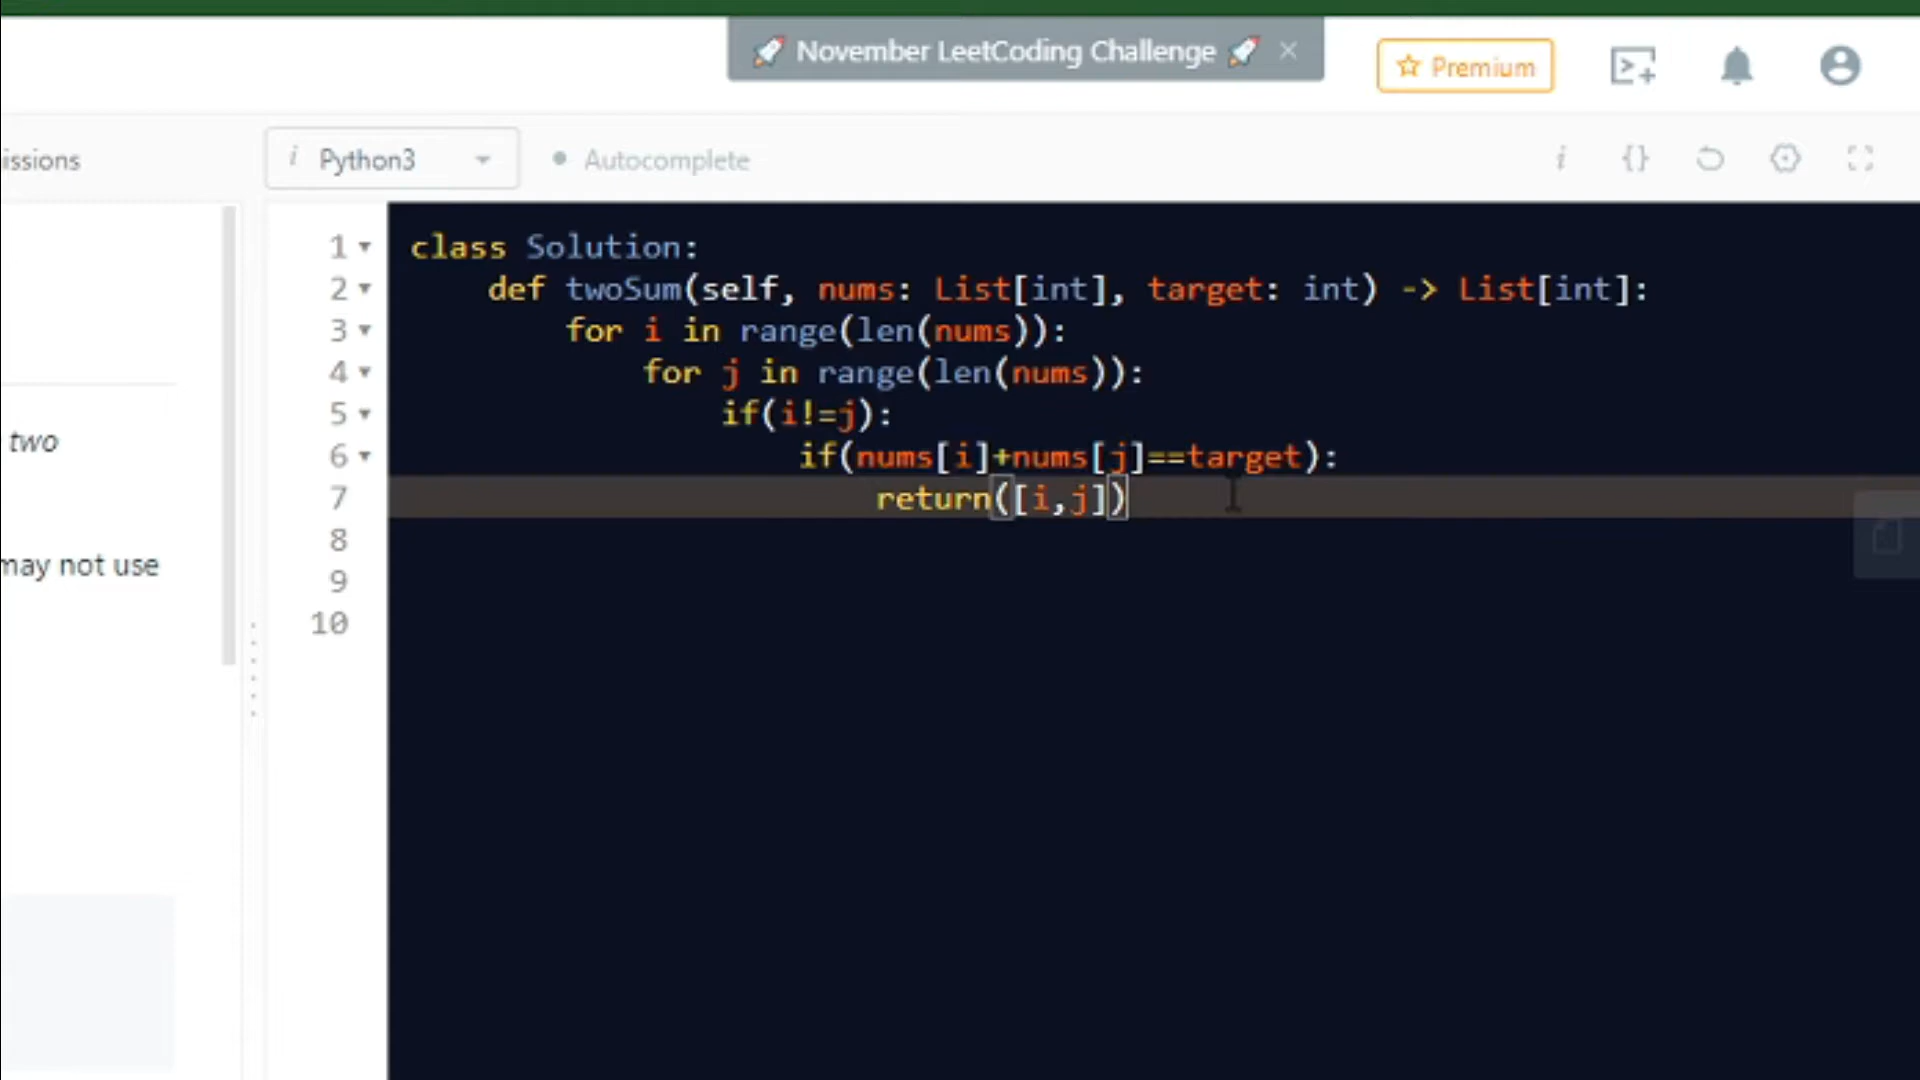 🚀 November LeetCoding Challenge 🚀 ×
Premium
issions
i Python3
Autocomplete
i {}
two
may not use
1 class Solution:
2 def twoSum(self, nums: List[int], target: int) -> List[int]:
3 for i in range(len(nums)):
4 for j in range(len(nums)):
5 if(i!=j):
6 if(nums[i]+nums[j]==target):
7 return([i,j])
8
9
10